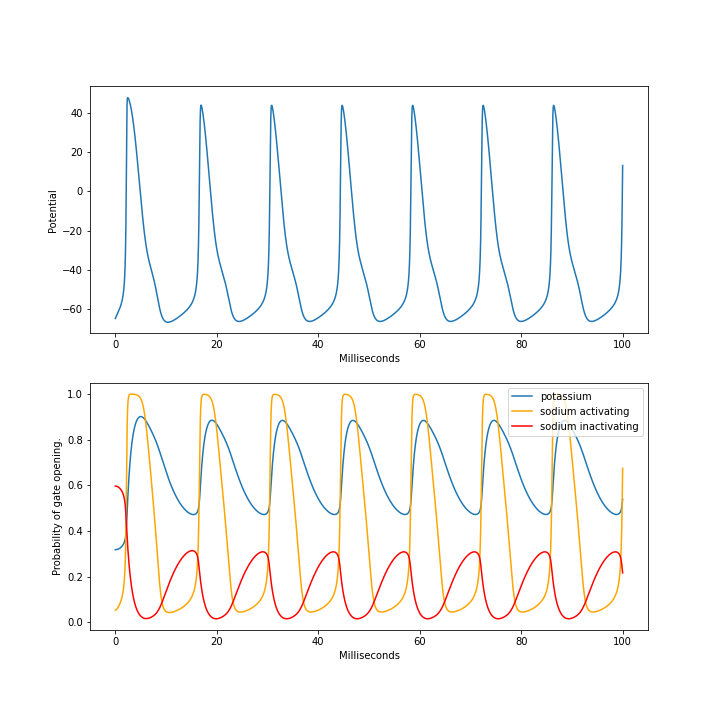 40
20
0
−20
−40
−60
Potential
0 20 40 60 80 100
Milliseconds
1.0
0.8
0.6
0.4
0.2
0.0
Probability of gate opening.
potassium
sodium activating
sodium inactivating
0 20 40 60 80 100
Milliseconds